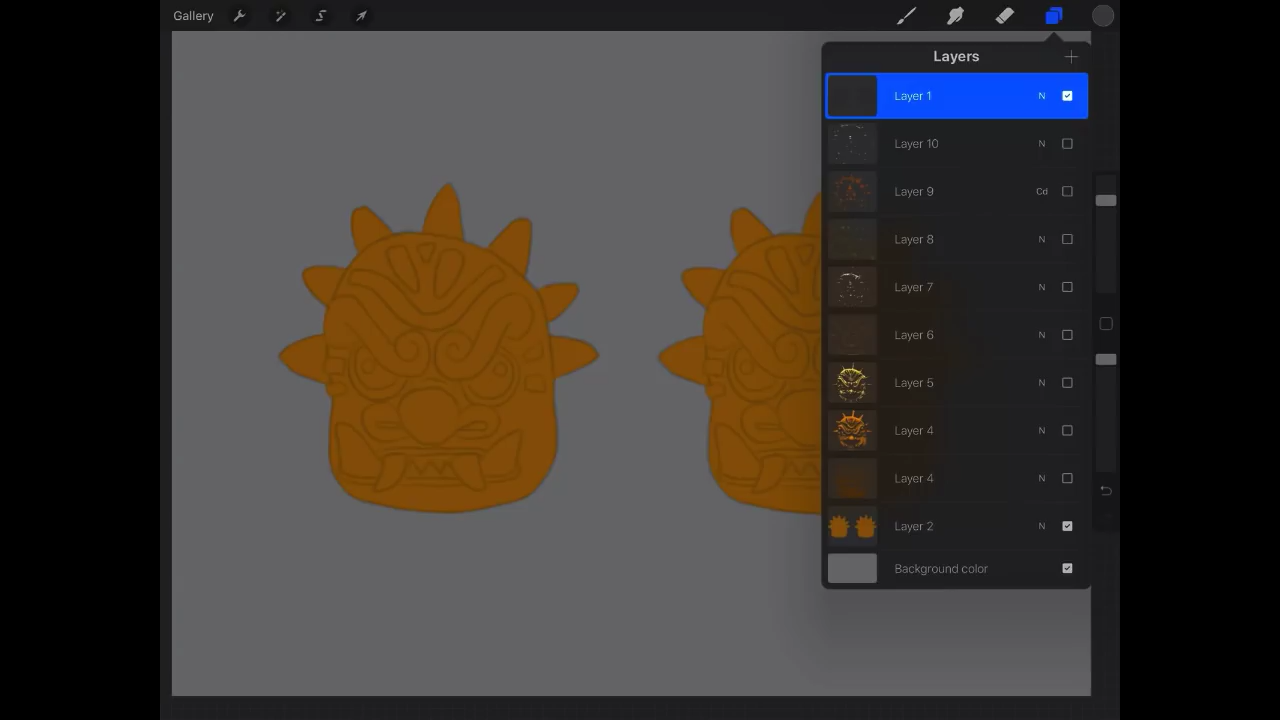 Gallery
Layers
Layer 1 N
Layer 10 N
Layer 9 Cd
Layer 8 N
Layer 7 N
Layer 6 N
Layer 5 N
Layer 4 N
Layer 4 N
Layer 2 N
Background color